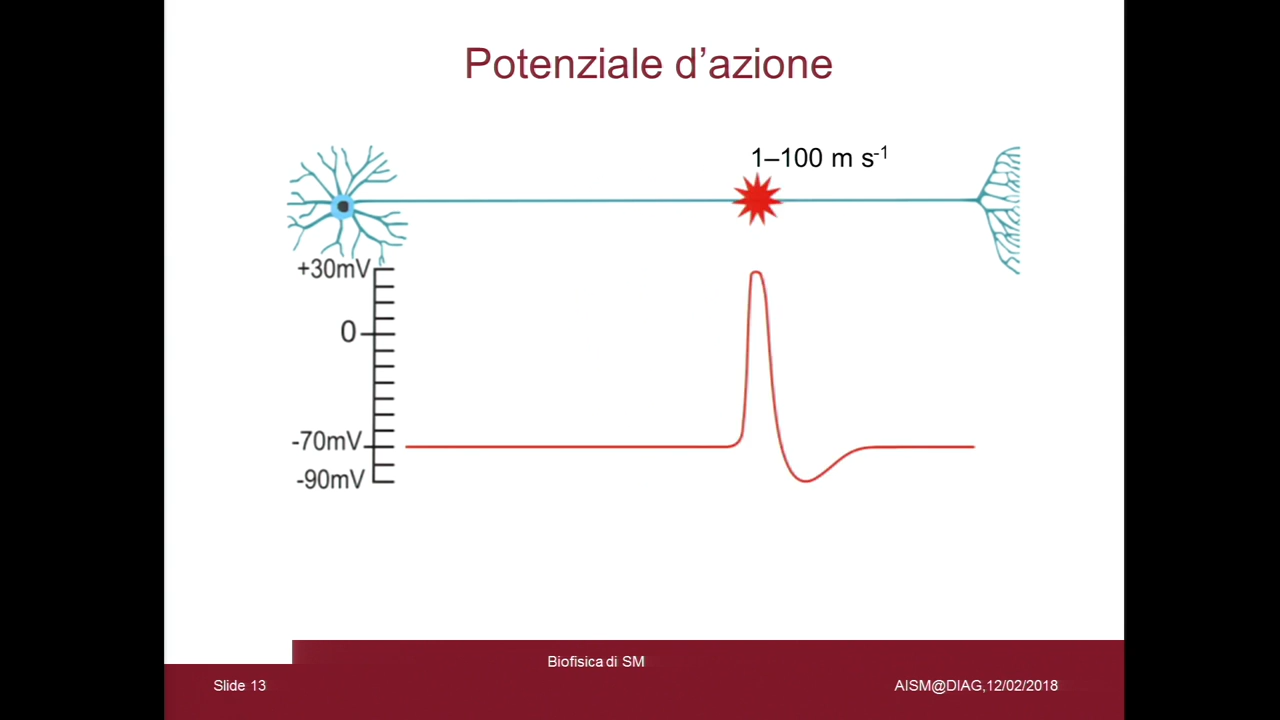 Potenziale d’azione
1–100 m s-1
+30mV
0
-70mV
-90mV
Biofisica di SM
Slide 13
AISM@DIAG,12/02/2018